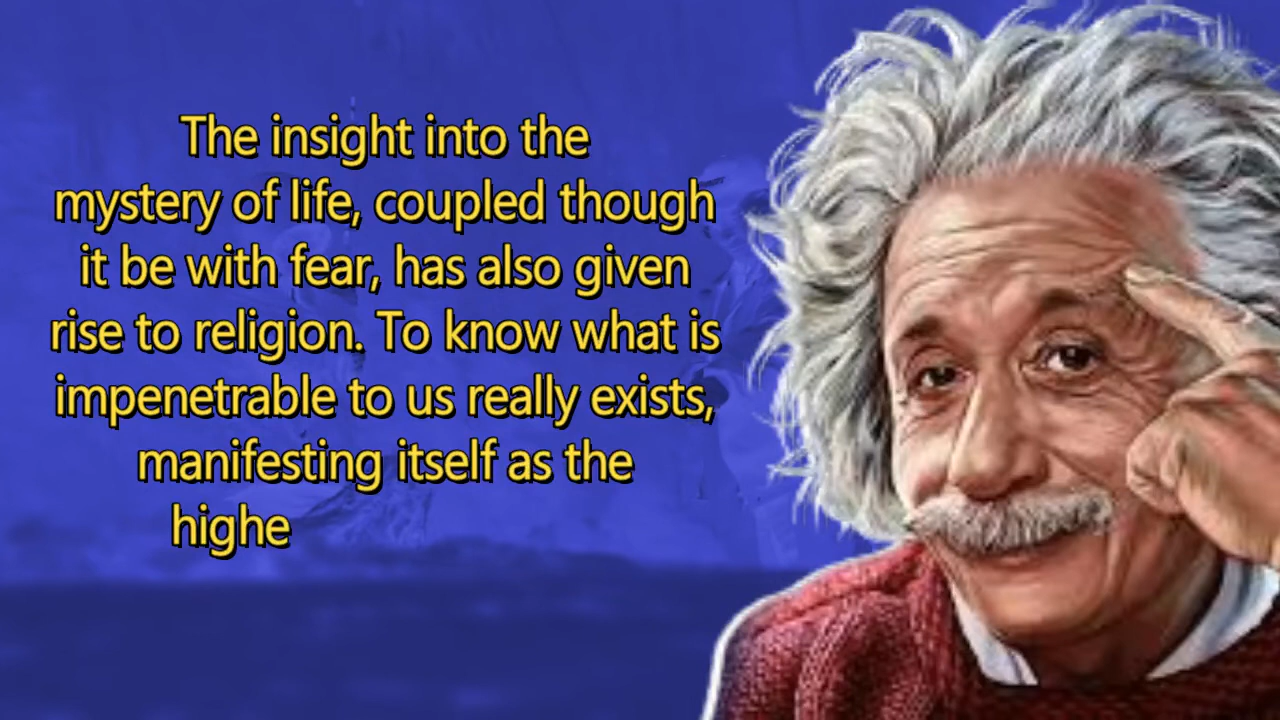 The insight into the
mystery of life, coupled though
it be with fear, has also given
rise to religion. To know what is
impenetrable to us really exists,
manifesting itself as the
highe